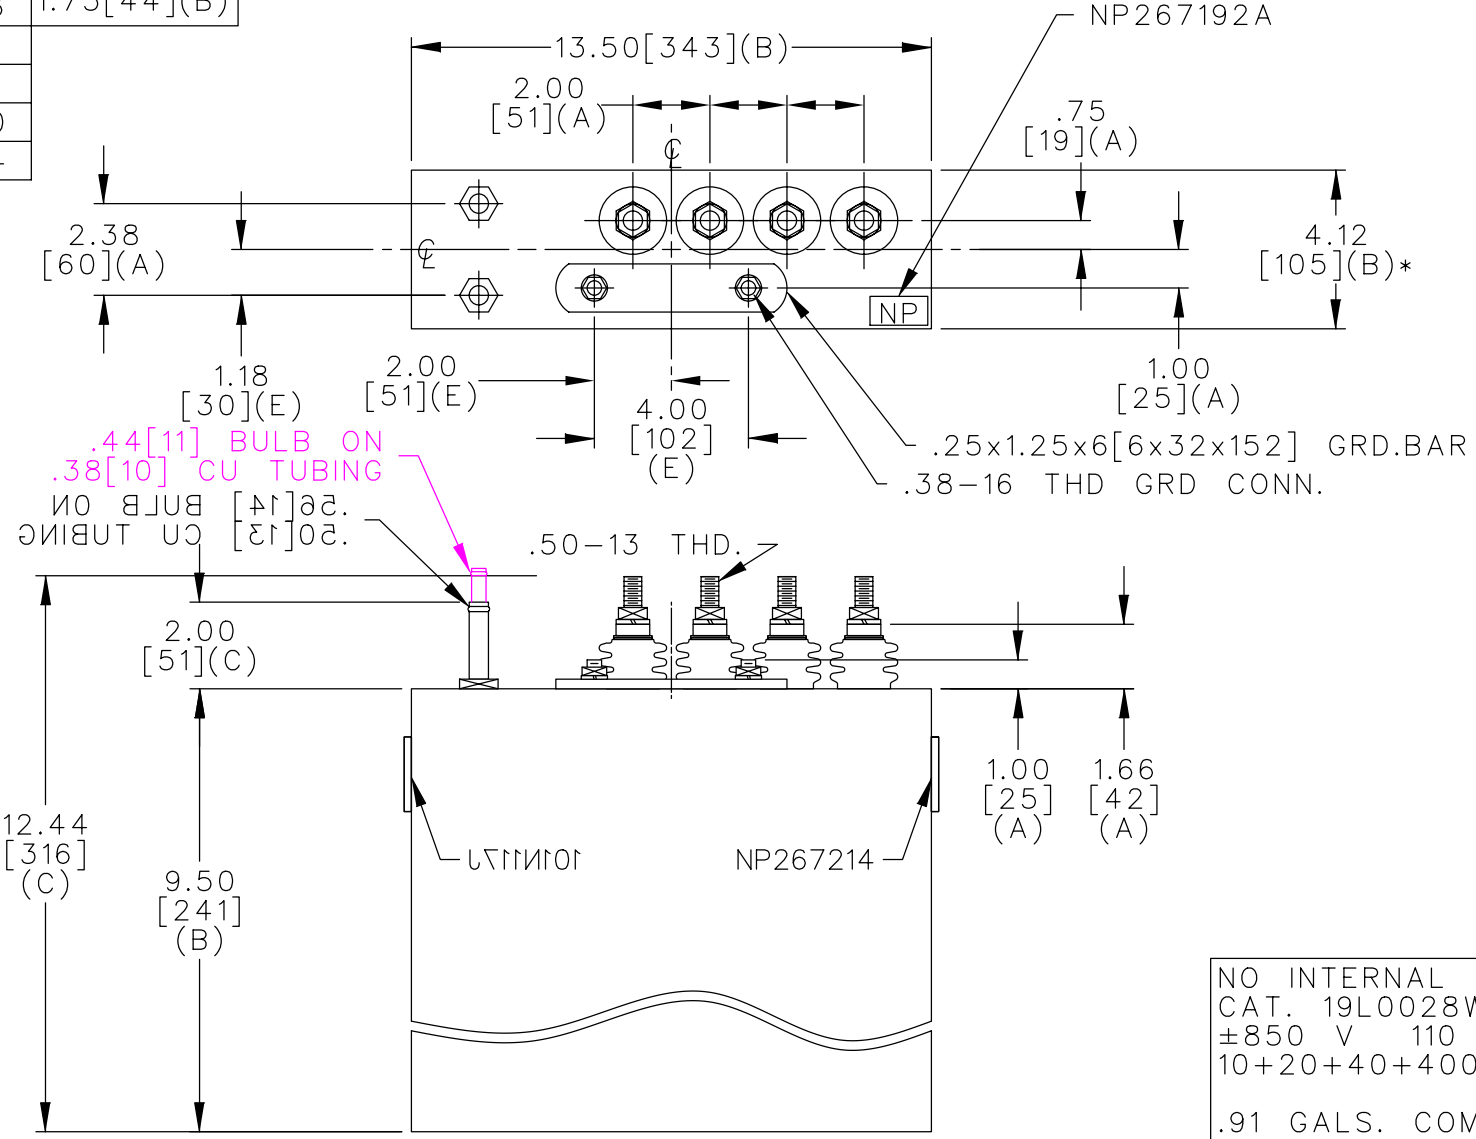 1.75[44](B)
NP267192A
13.50[343](B)
2.00
[51](A)
.75
[19](A)
2.38
[60](A)
4.12
[105](B)*
NP
1.18
[30](E)
2.00
[51](E)
4.00
[102]
(E)
1.00
[25](A)
.25x1.25x6[6x32x152] GRD.BAR
.38-16 THD GRD CONN.
.44[11] BULB ON
.38[10] CU TUBING
.56[14] BULB ON
.50[13] CU TUBING
.50-13 THD.
2.00
[51](C)
1.00
[25]
(A)
1.66
[42]
(A)
12.44
[316]
(C)
9.50
[241]
(B)
101N117J
NP267214
NO INTERNAL
CAT. 19L0028W
±850 V 110
10+20+40+400
.91 GALS. COM